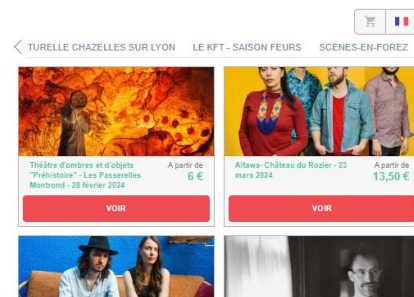 TURELLE CHAZELLES SUR LYON LE KFT - SAISON FEURS SCENES-EN-FOREZ
Théâtre d'ombres et d'objets
"Préhistoire" - Les Passerelles
Montrond - 28 février 2024
A partir de
6 €
VOIR
Aïtawa- Château du Rozier - 23
mars 2024
A partir de
13,50 €
VOIR